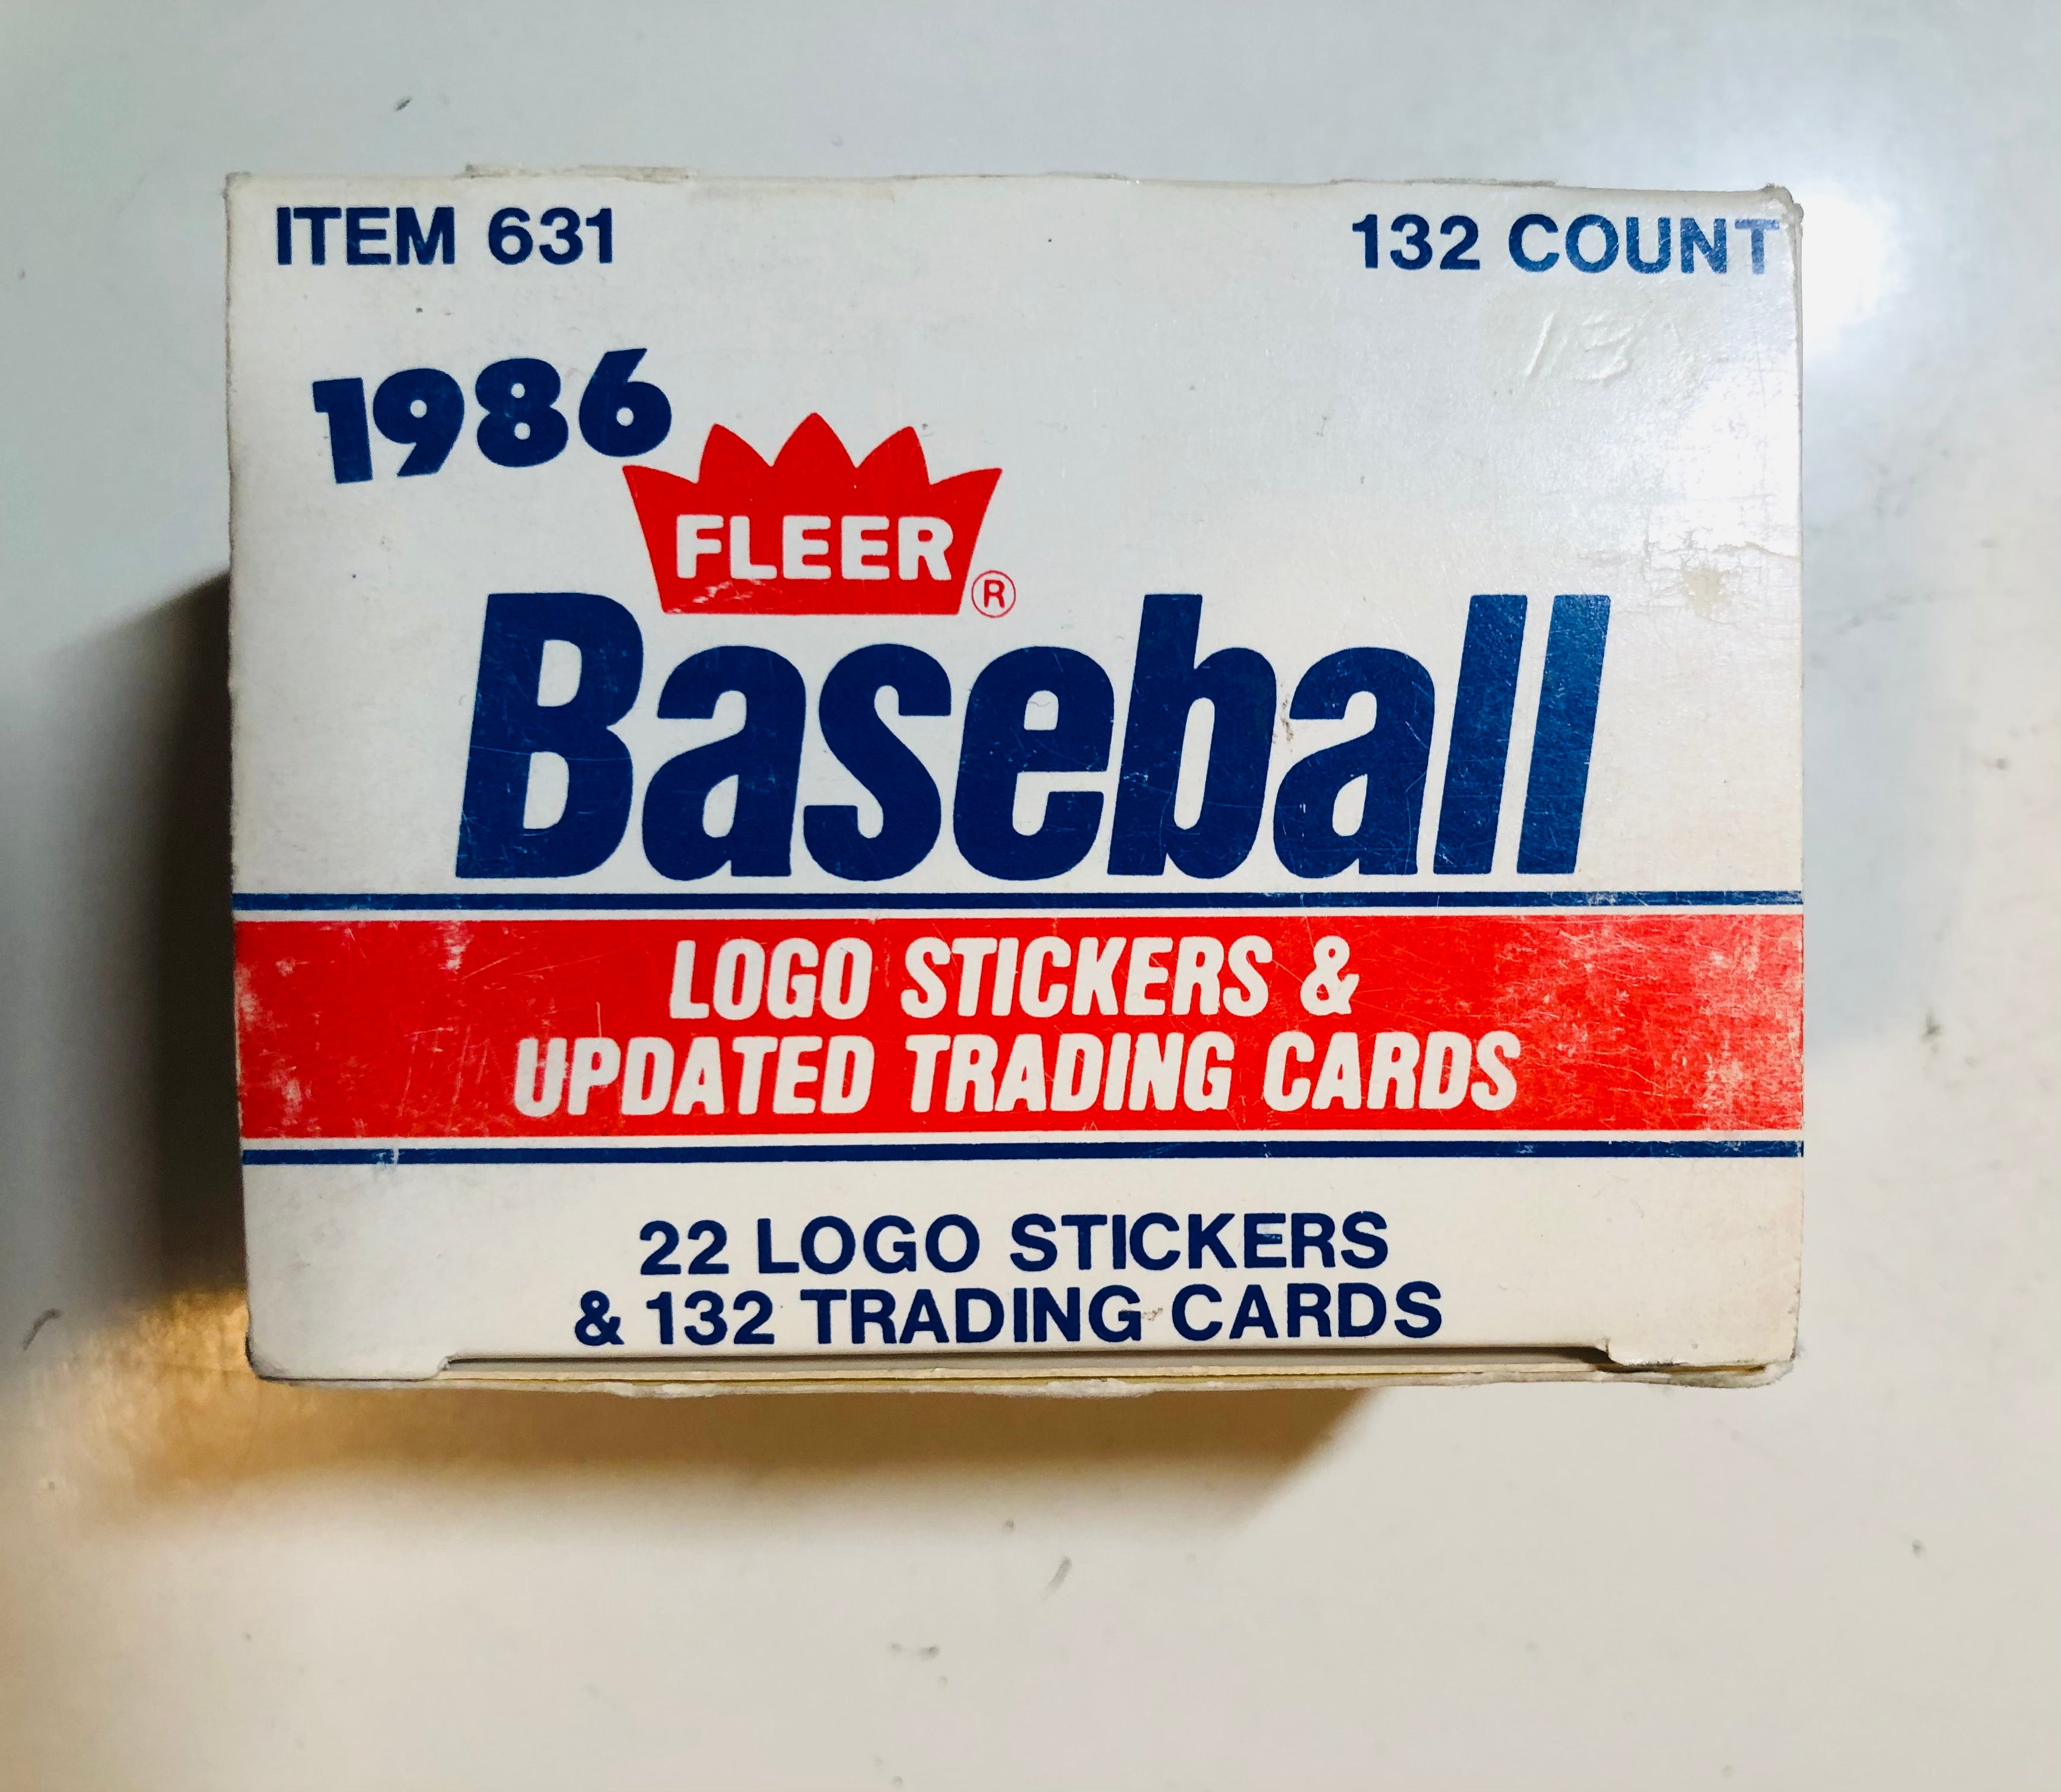 ITEM 631
132 COUNT
1986
FLEER ®
Baseball
LOGO STICKERS &
UPDATED TRADING CARDS
22 LOGO STICKERS
& 132 TRADING CARDS